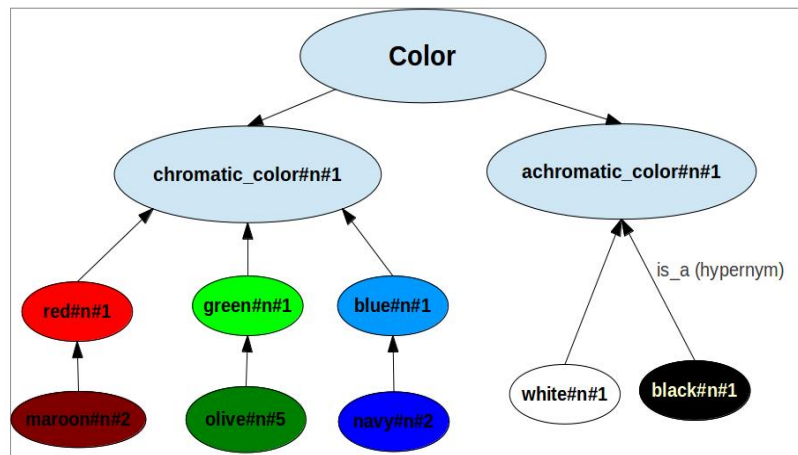 Color
chromatic_color#n#1
achromatic_color#n#1
is_a (hypernym)
red#n#1
green#n#1
blue#n#1
white#n#1
black#n#1
maroon#n#2
olive#n#5
navy#n#2